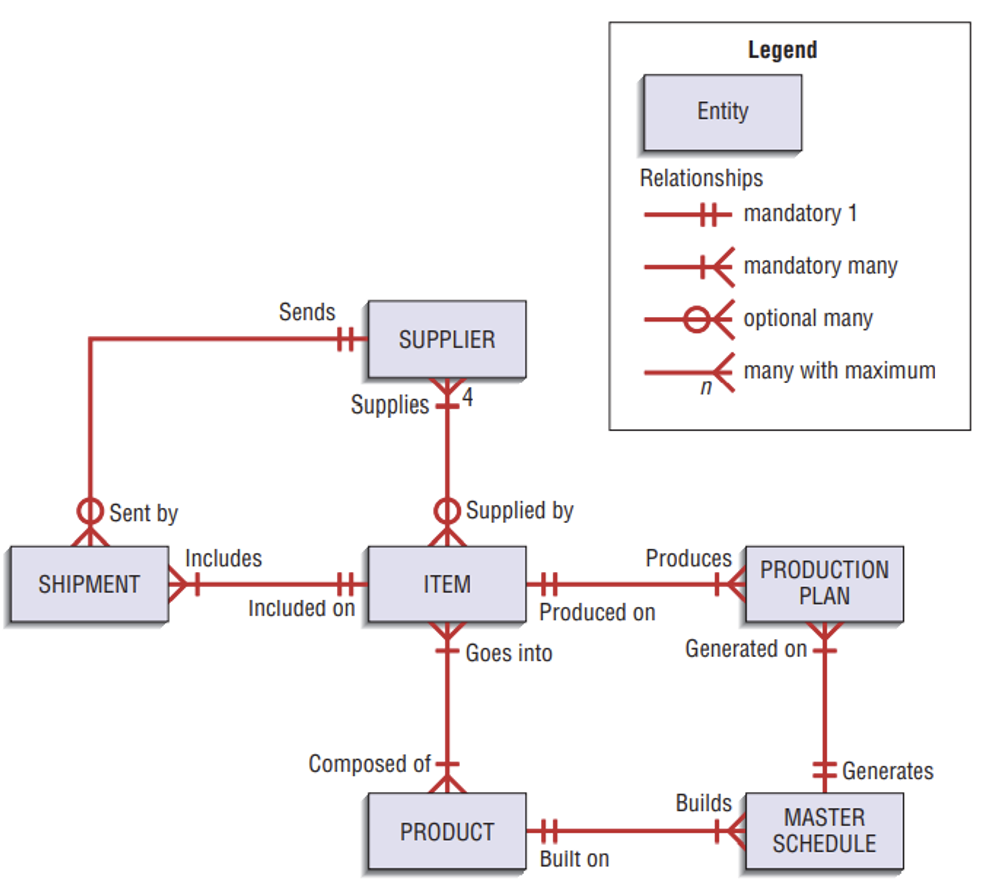 Legend
Entity
Relationships
mandatory 1
mandatory many
optional many
n
many with maximum
Sends
SUPPLIER
Supplies
4
Sent by
Supplied by
SHIPMENT
Includes
Included on
ITEM
Produced on
Produces
PRODUCTION
PLAN
Goes into
Generated on
Composed of
Generates
PRODUCT
Built on
Builds
MASTER
SCHEDULE